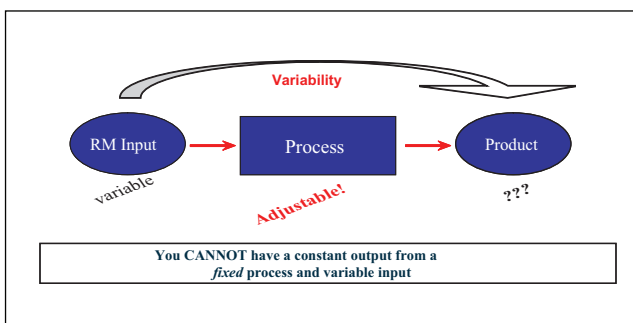 Variability
RM Input
Process
Product
variable
Adjustable!
???
You CANNOT have a constant output from a
fixed process and variable input